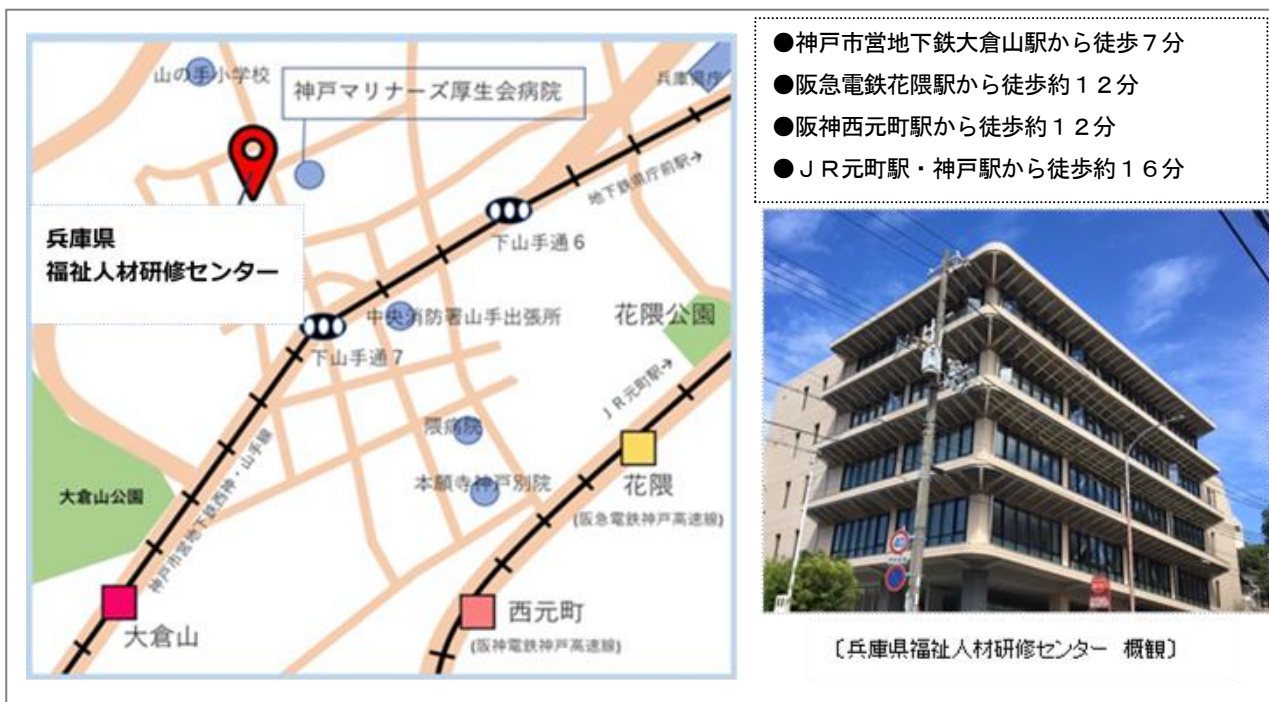 山の手小学校
神戸マリナーズ厚生会病院
兵庫県庁
地下鉄県庁前駅→
兵庫県
福祉人材研修センター
下山手通6
中央消防署山手出張所
花隈公園
下山手通7
JR元町駅→
隈病院
花隈
本願寺神戸別院
(阪急電鉄神戸高速線)
大倉山公園
神戸市営地下鉄西神・山手線
大倉山
西元町
(阪神電鉄神戸高速線)
●神戸市営地下鉄大倉山駅から徒歩7分
●阪急電鉄花隈駅から徒歩約12分
●阪神西元町駅から徒歩約12分
●JR元町駅・神戸駅から徒歩約16分
〔兵庫県福祉人材研修センター 概観〕